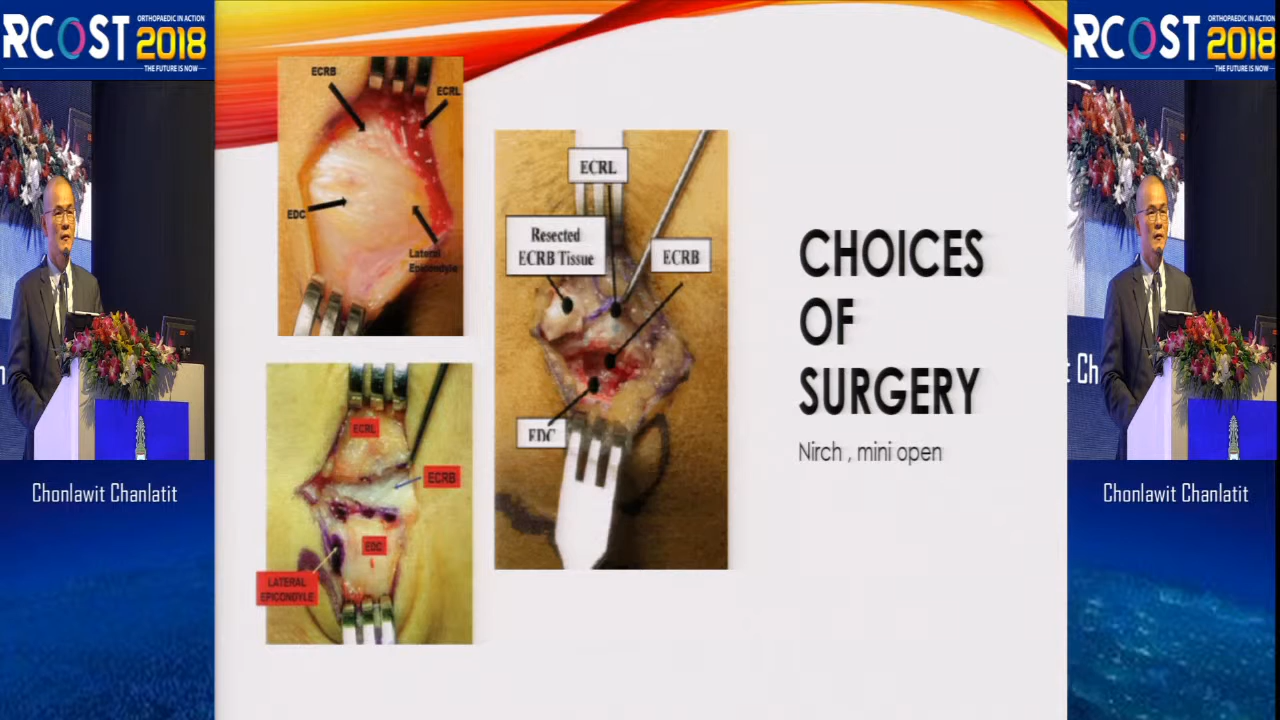 ORTHOPAEDIC IN ACTION
RCOST 2018
THE FUTURE IS NOW
Chonlawit Chanlatit
ECRB
ECRL
EDC
Lateral
Epicondyle
ECRL
ECRB
EDC
LATERAL
EPICONDYLE
ECRL
Resected
ECRB Tissue
ECRB
EDC
CHOICES
OF
SURGERY
Nirch , mini open
ORTHOPAEDIC IN ACTION
RCOST 2018
THE FUTURE IS NOW
Ch
Chonlawit Chanlatit